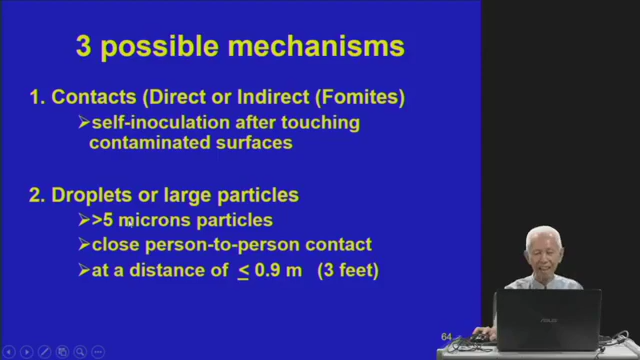 3 possible mechanisms
1. Contacts (Direct or Indirect (Fomites)
➢self-inoculation after touching
contaminated surfaces
2. Droplets or large particles
➢>5 microns particles
➢close person-to-person contact
➢at a distance of ≤ 0.9 m (3 feet)
64
ASUS